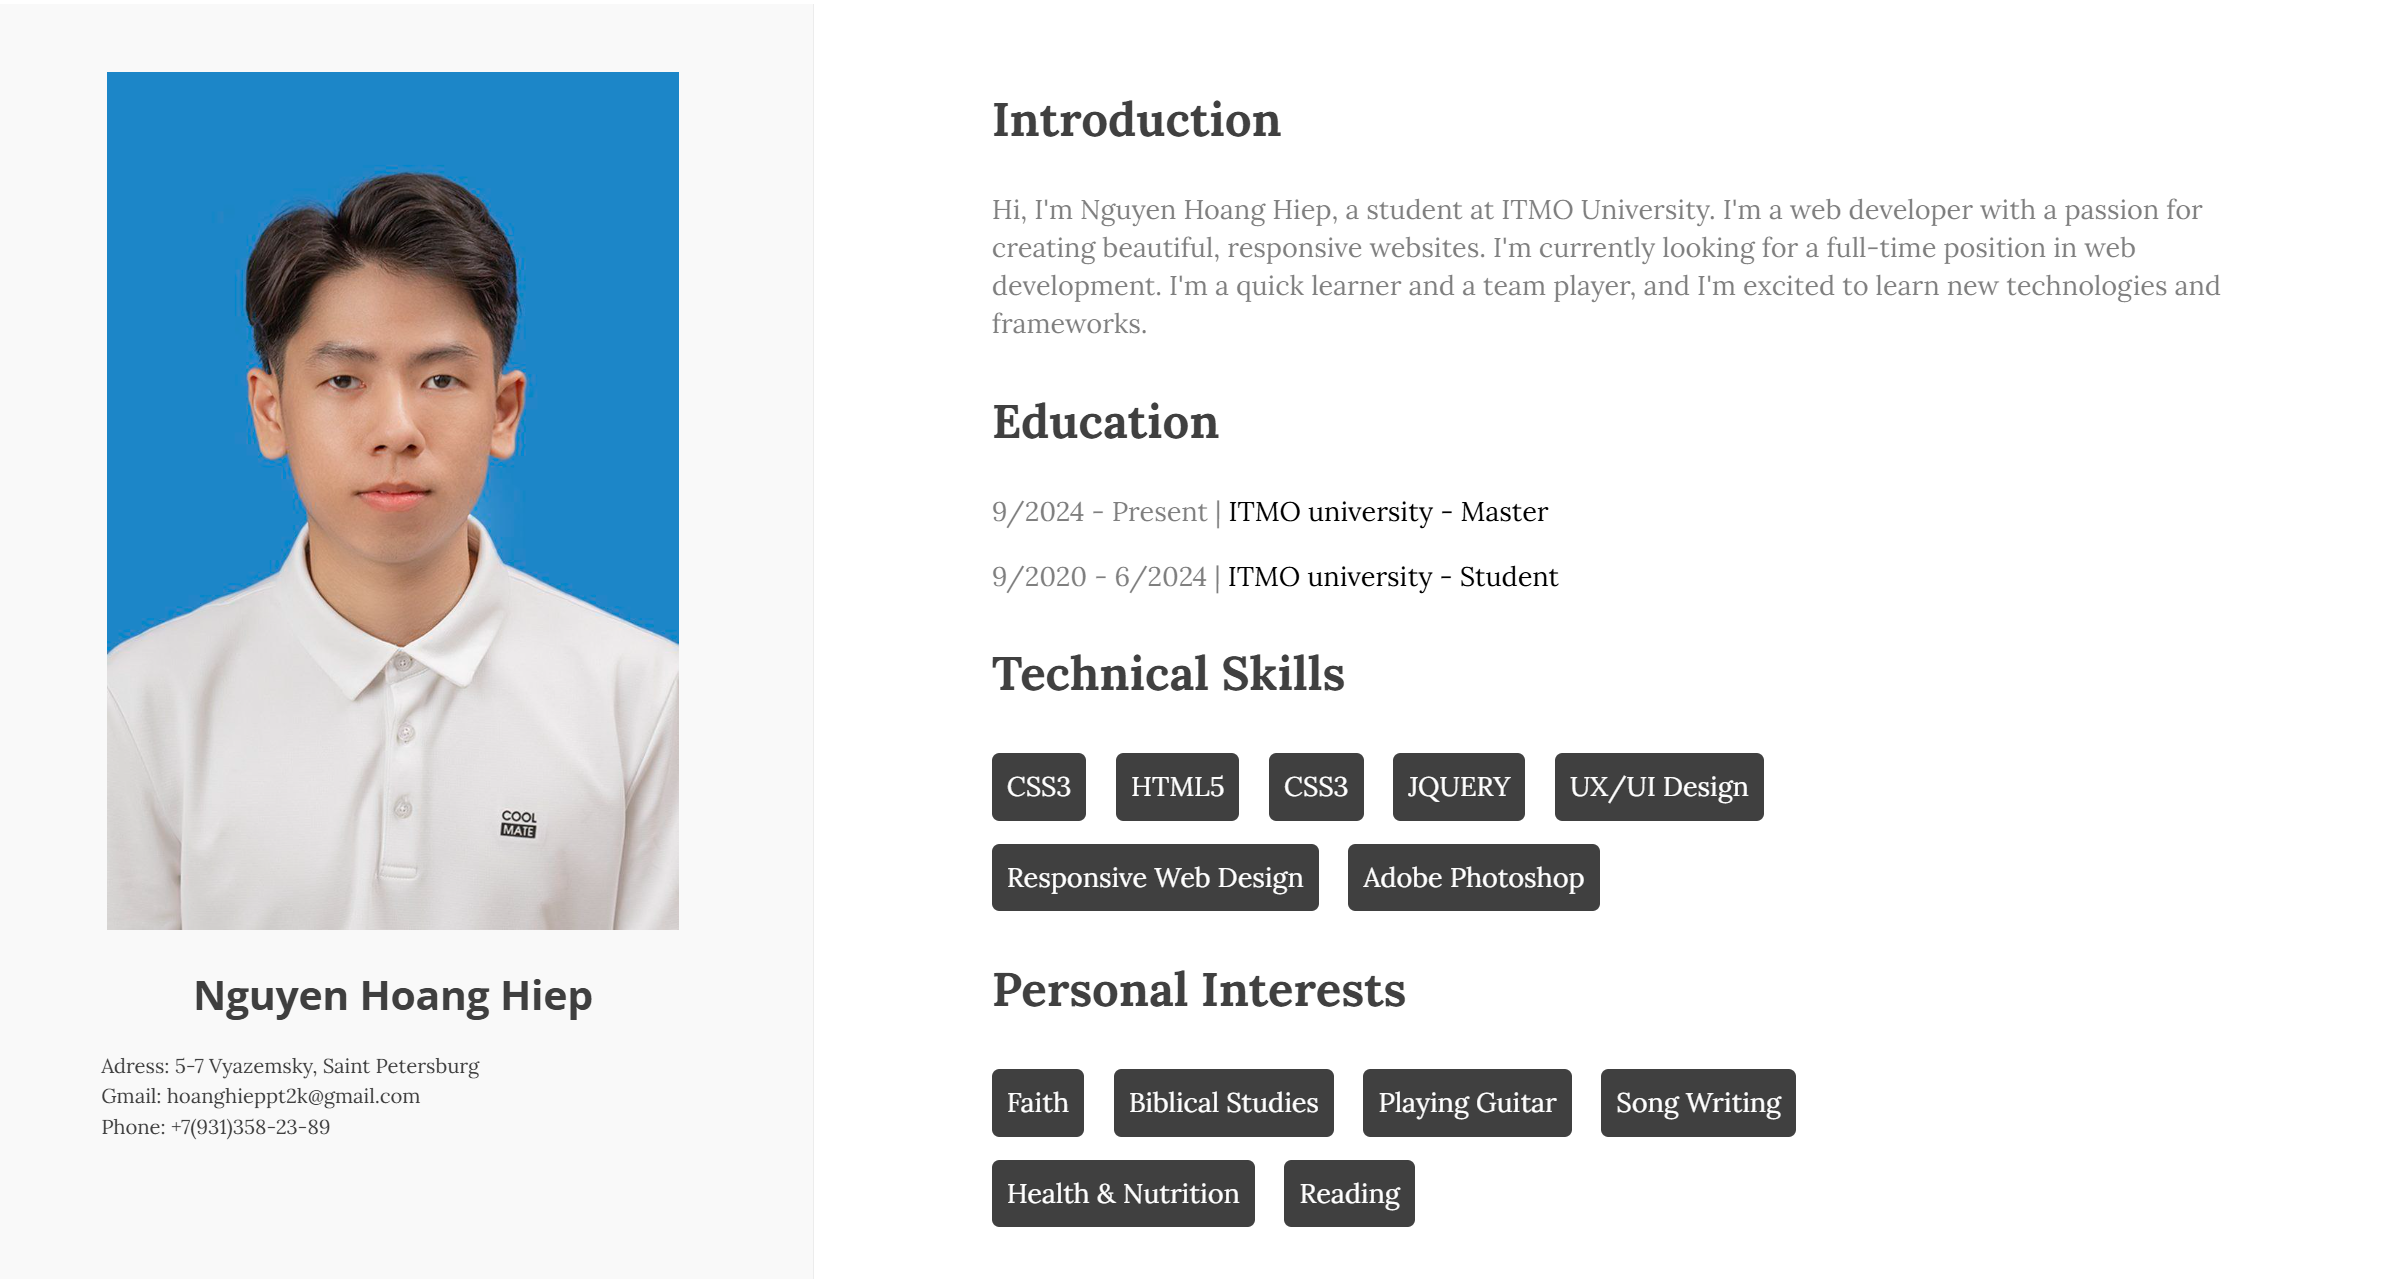 COOL
MATE
Nguyen Hoang Hiep
Adress: 5-7 Vyazemsky, Saint Petersburg
Gmail: hoanghieppt2k@gmail.com
Phone: +7(931)358-23-89
Introduction
Hi, I'm Nguyen Hoang Hiep, a student at ITMO University. I'm a web developer with a passion for
creating beautiful, responsive websites. I'm currently looking for a full-time position in web
development. I'm a quick learner and a team player, and I'm excited to learn new technologies and
frameworks.
Education
9/2024 - Present | ITMO university - Master
9/2020 - 6/2024 | ITMO university - Student
Technical Skills
CSS3 HTML5 CSS3 JQUERY UX/UI Design
Responsive Web Design Adobe Photoshop
Personal Interests
Faith Biblical Studies Playing Guitar Song Writing
Health & Nutrition Reading